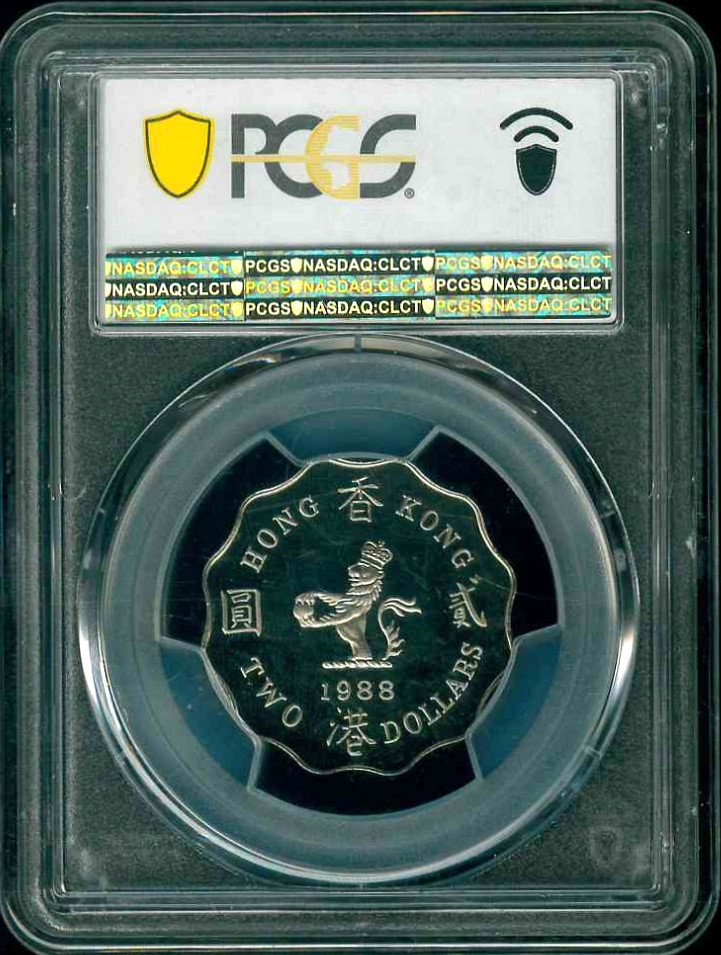 PCGS®
NASDAQ:CLCT PCGS NASDAQ:CLCT PCGS NASDAQ:CLCT
NASDAQ:CLCT PCGS NASDAQ:CLCT PCGS NASDAQ:CLCT
NASDAQ:CLCT PCGS NASDAQ:CLCT PCGS NASDAQ:CLCT
HONG 香 KONG
圓 貳
1988
TWO 港 DOLLARS